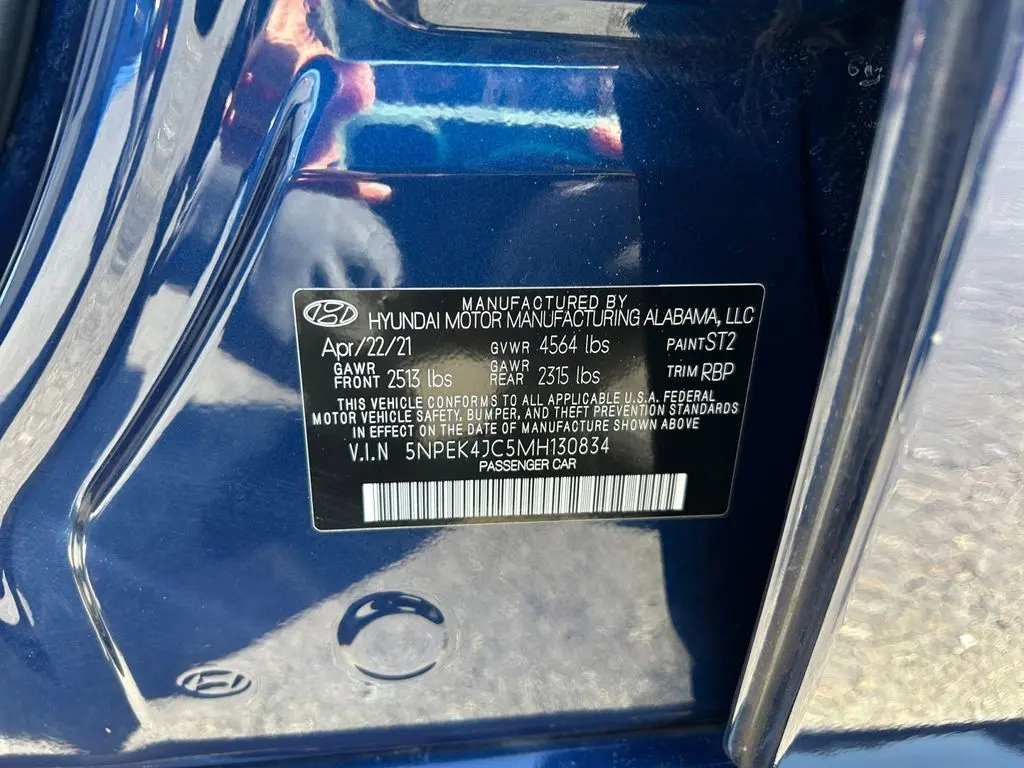 MANUFACTURED BY
HYUNDAI MOTOR MANUFACTURING ALABAMA, LLC
Apr/22/21 GVWR 4564 lbs PAINT ST2
GAWR FRONT 2513 lbs GAWR REAR 2315 lbs TRIM RBP
THIS VEHICLE CONFORMS TO ALL APPLICABLE U.S.A. FEDERAL
MOTOR VEHICLE SAFETY, BUMPER, AND THEFT PREVENTION STANDARDS
IN EFFECT ON THE DATE OF MANUFACTURE SHOWN ABOVE
V.I.N 5NPEK4JC5MH130834
PASSENGER CAR